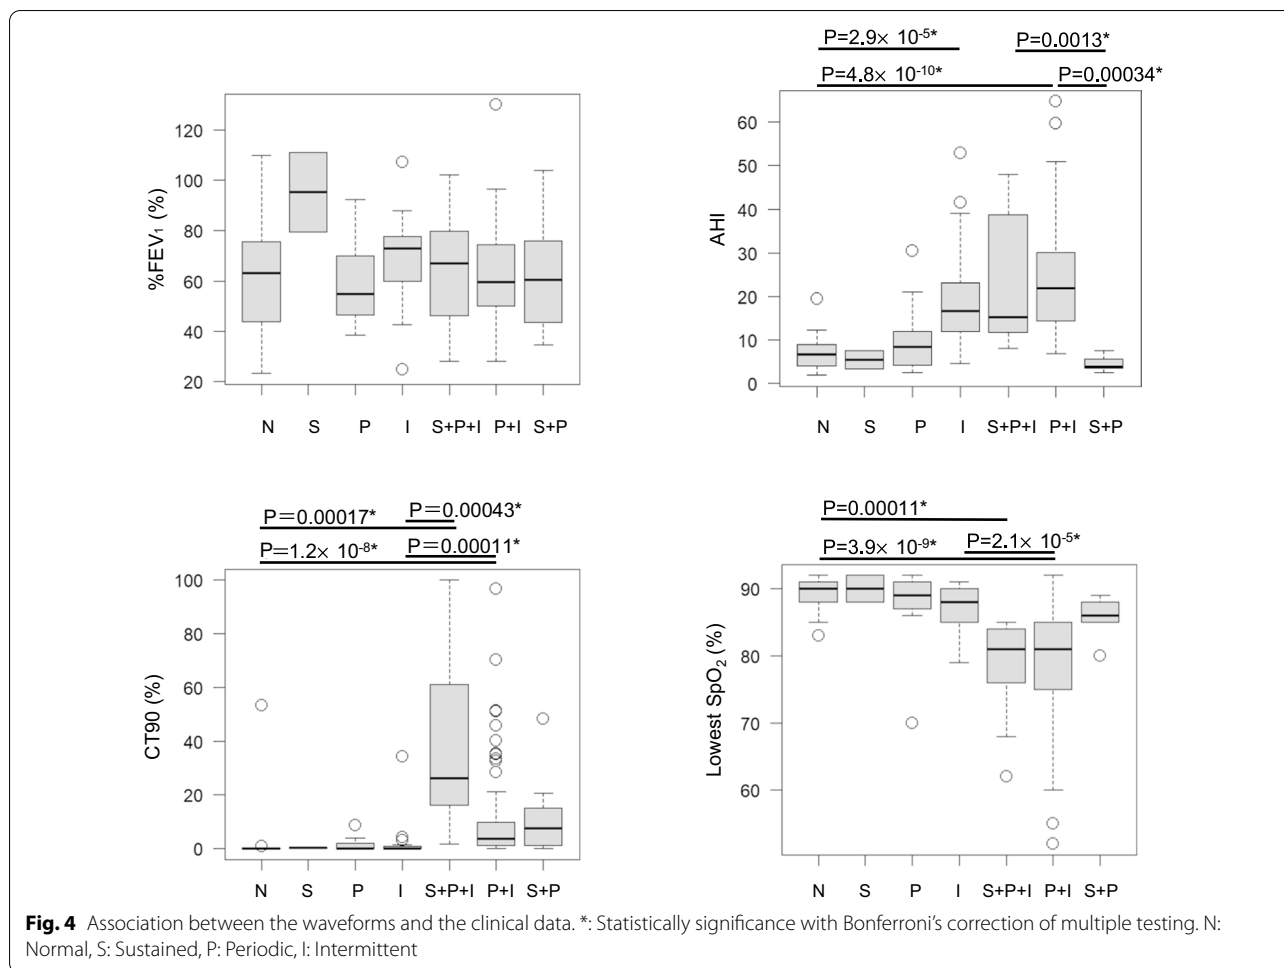 P=2.9× 10-5*
P=0.0013*
P=4.8× 10-10*
P=0.00034*
%FEV1 (%)
120
100
80
60
40
20
N S P I S+P+I P+I S+P
AHI
60
50
40
30
20
10
0
N S P I S+P+I P+I S+P
P=0.00017*
P=0.00043*
P=1.2× 10-8*
P=0.00011*
CT90 (%)
100
80
60
40
20
0
N S P I S+P+I P+I S+P
P=0.00011*
P=3.9× 10-9*
P=2.1× 10-5*
Lowest SpO2 (%)
90
80
70
60
N S P I S+P+I P+I S+P
Fig. 4 Association between the waveforms and the clinical data. *: Statistically significance with Bonferroni’s correction of multiple testing. N:
Normal, S: Sustained, P: Periodic, I: Intermittent